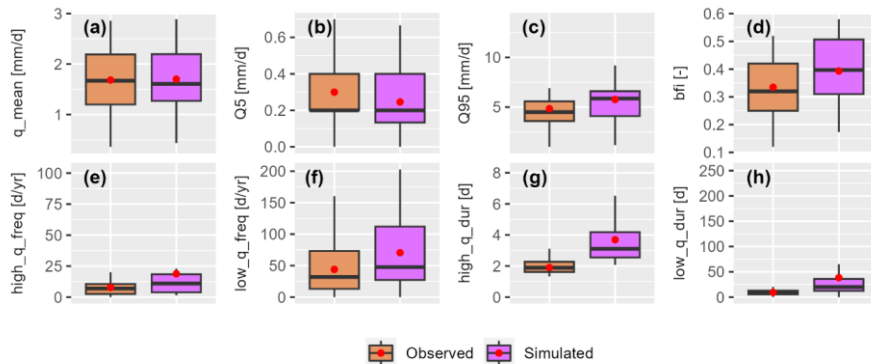 (a) (b) (c) (d)
q_mean [mm/d] Q5 [mm/d] Q95 [mm/d] bfi [-]
3 2 1
0.6 0.4 0.2 0.0
10 5 0
0.6 0.5 0.4 0.3 0.2 0.1
(e) (f) (g) (h)
high_q_freq [d/yr] low_q_freq [d/yr] high_q_dur [d] low_q_dur [d]
100 75 50 25 0
200 150 100 50 0
8 6 4 2 0
250 200 150 100 50 0
Observed Simulated